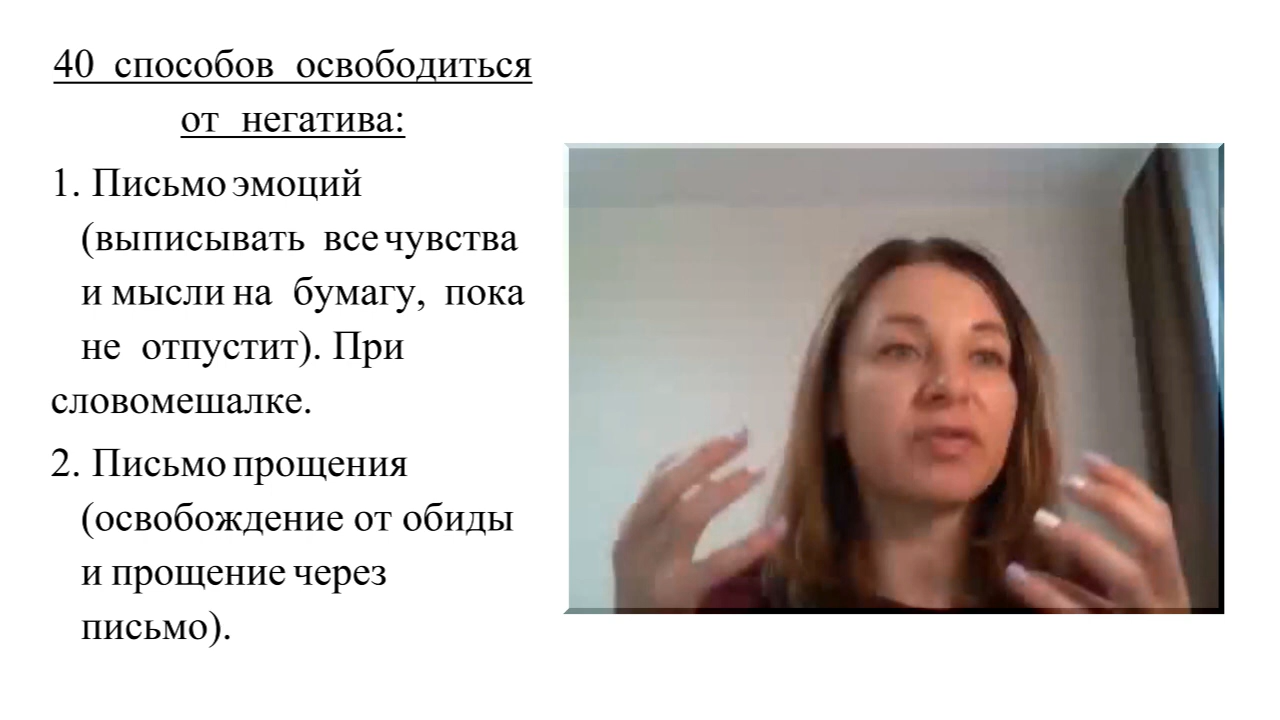 40 способов освободиться
от негатива:
1. Письмо эмоций
(выписывать все чувства
и мысли на бумагу, пока
не отпустит). При
словомешалке.
2. Письмо прощения
(освобождение от обиды
и прощение через
письмо).